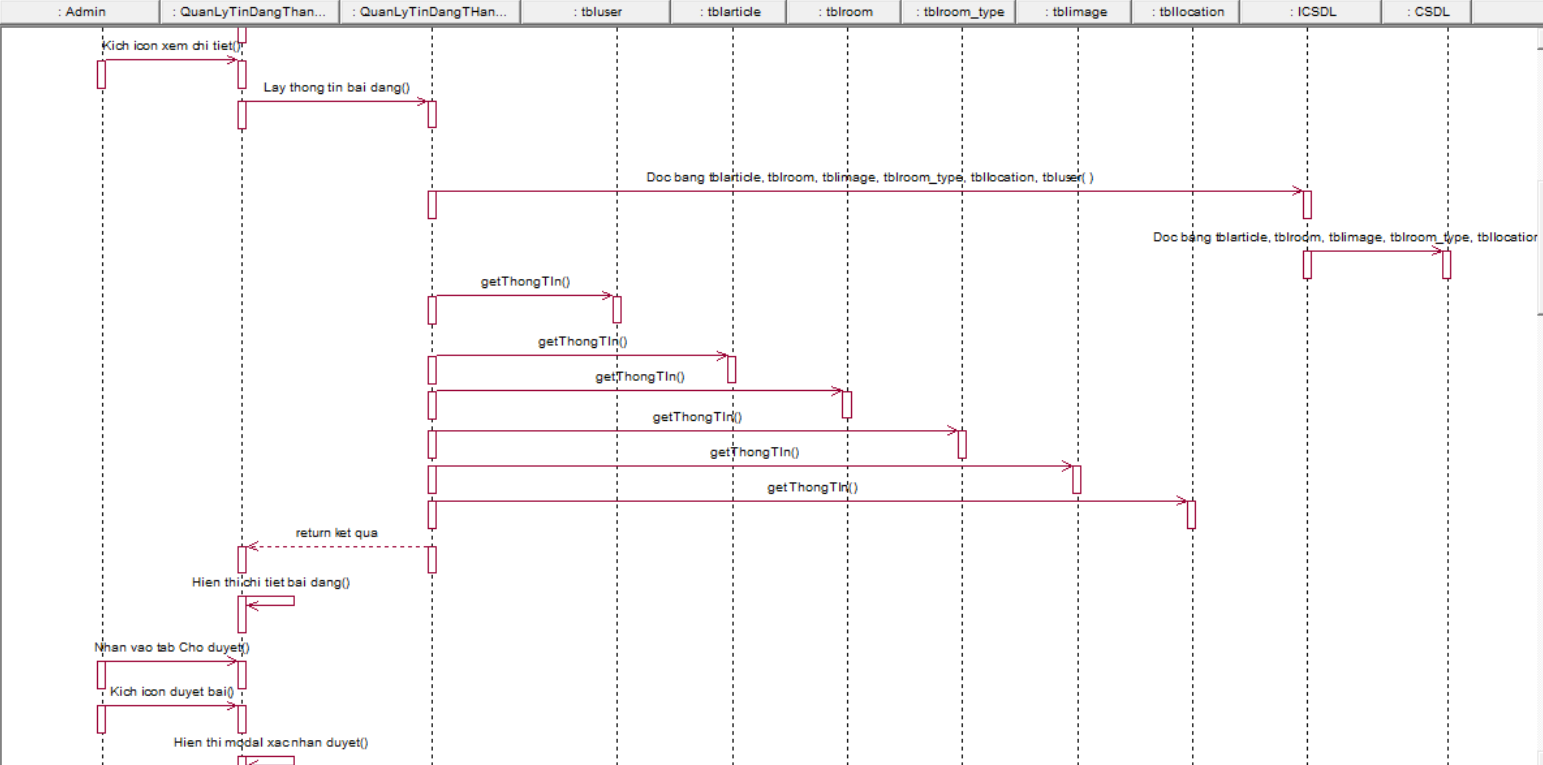 : Admin
: QuanLyTinDangThan...
: QuanLyTinDangTHan...
: tbluser
: tblarticle
: tblroom
: tblroom_type
: tblimage
: tbllocation
: ICSDL
: CSDL
Kich icon xem chi tiet()
Lay thong tin bai dang()
Doc bang tblarticle, tblroom, tblimage, tblroom_type, tbllocation, tbluser( )
Doc bang tblarticle, tblroom, tblimage, tblroom_type, tbllocation
getThongTIn()
getThongTIn()
getThongTIn()
getThongTIn()
getThongTIn()
getThongTIn()
return ket qua
Hien thi chi tiet bai dang()
Nhan vao tab Cho duyet()
Kich icon duyet bai()
Hien thi modal xac nhan duyet()